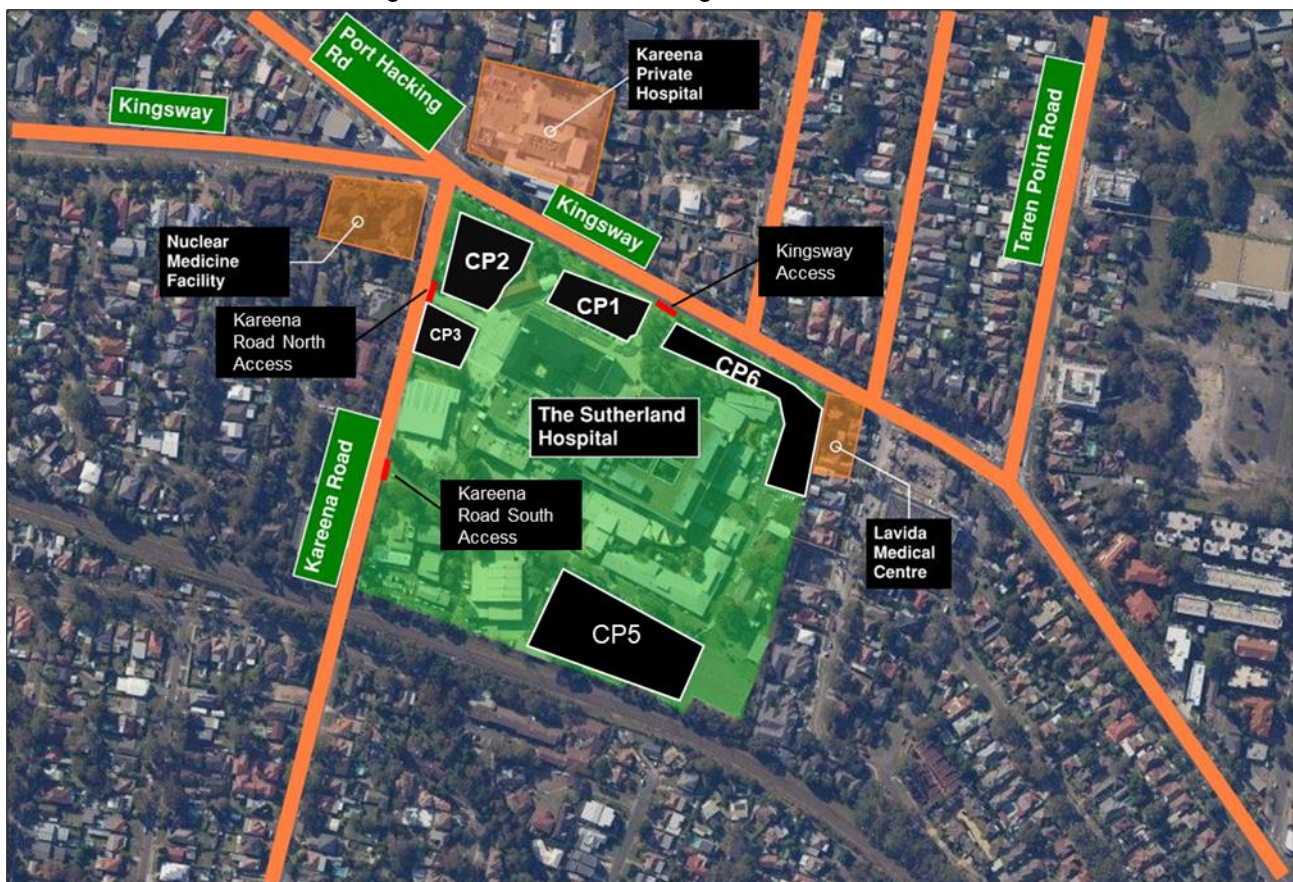 Port Hacking
Rd
Kingsway
Kareena
Private
Hospital
Taren Point Road
Kingsway
Nuclear
Medicine
Facility
Kingsway
Access
CP2
CP1
CP3
Kareena
Road North
Access
CP6
The Sutherland
Hospital
Kareena Road
Kareena
Road South
Access
Lavida
Medical
Centre
CP5